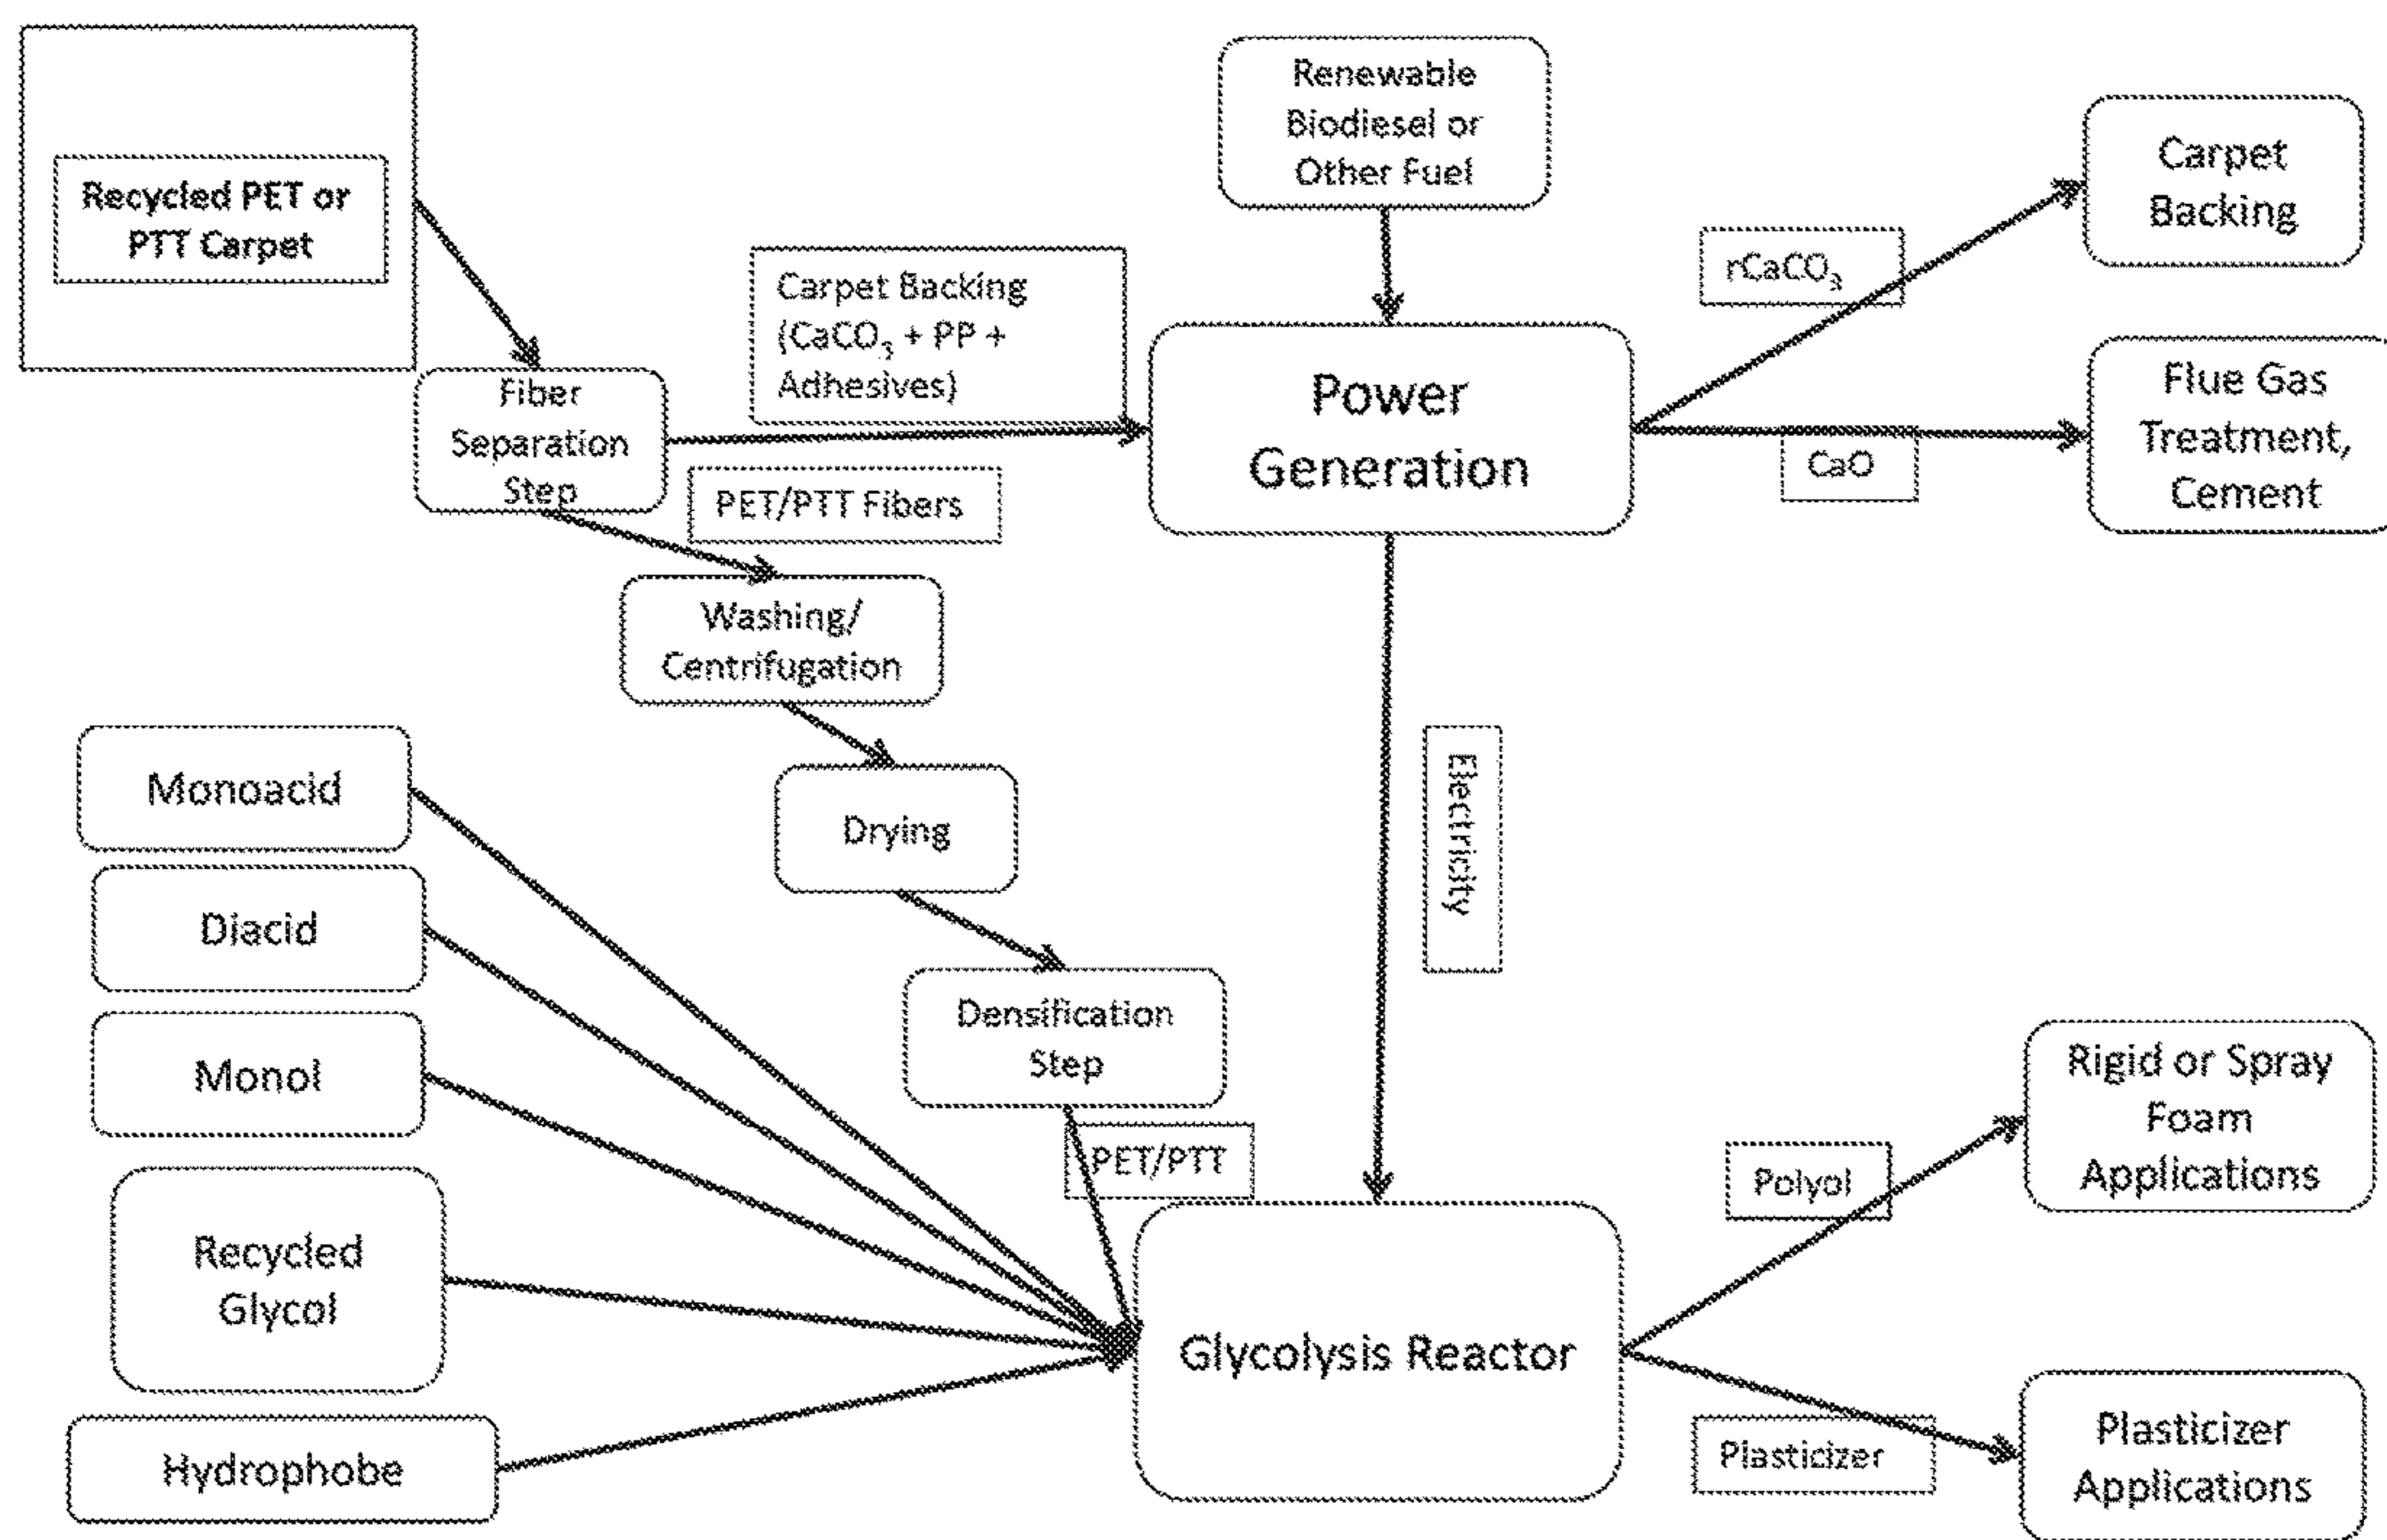 Recycled PET or
PTT Carpet
Renewable
Biodiesel or
Other Fuel
Carpet
Backing
rCaCO₃
Carpet Backing
(CaCO₃ + PP +
Adhesives)
Power
Generation
Flue Gas
Treatment,
Cement
CaO
Fiber
Separation
Step
PET/PTT Fibers
Washing/
Centrifugation
Drying
Electricity
Densification
Step
PET/PTT
Monoacid
Diacid
Monol
Recycled
Glycol
Hydrophobe
Glycolysis Reactor
Polyol
Rigid or Spray
Foam
Applications
Plasticizer
Plasticizer
Applications